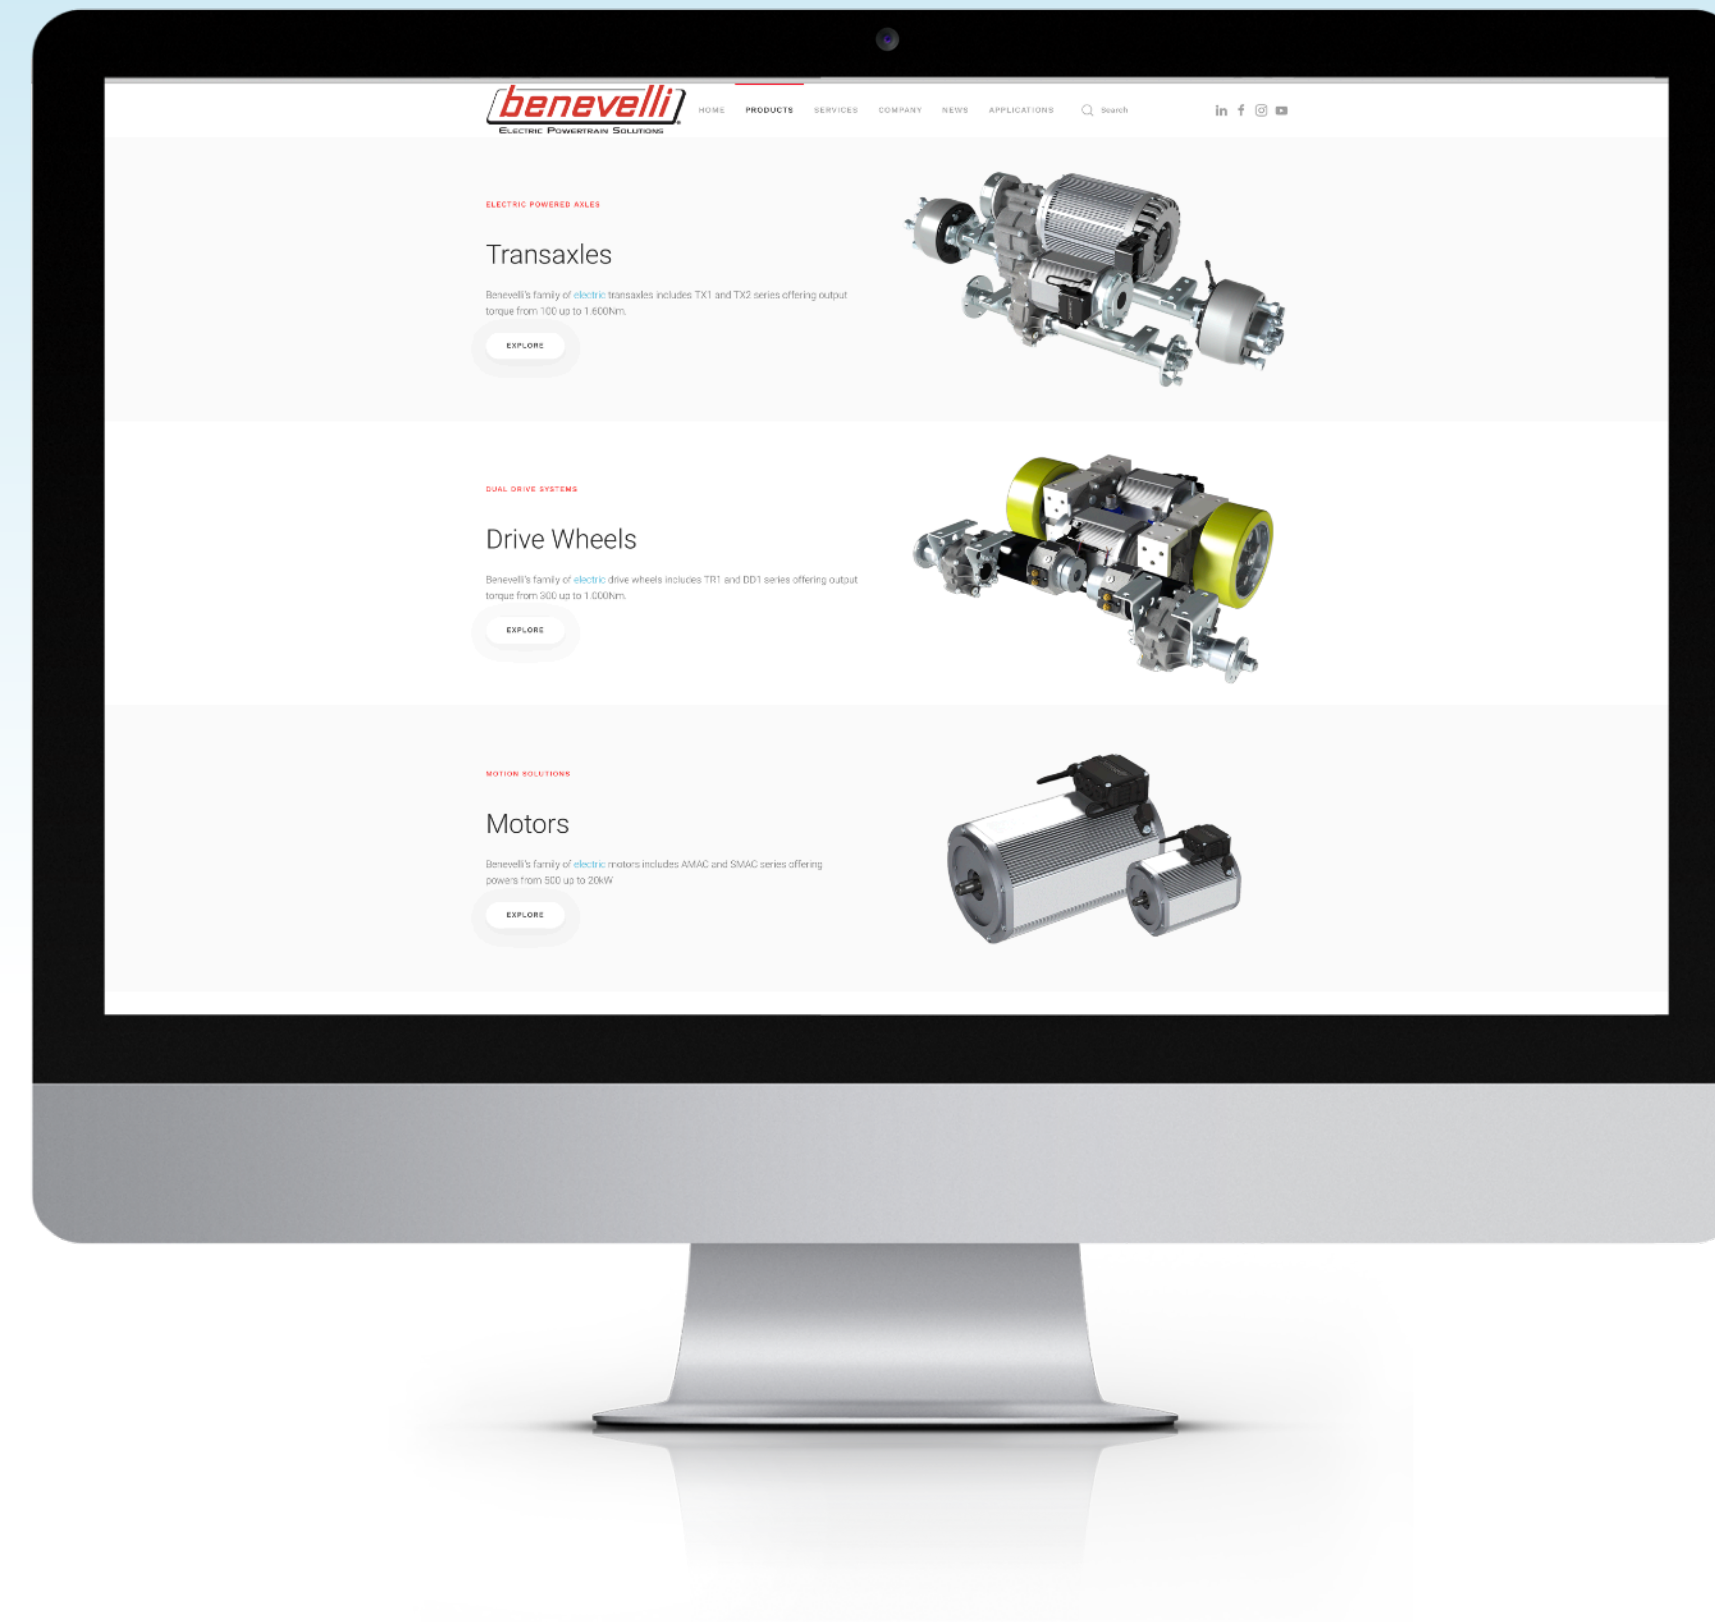 benevelli
ELECTRIC POWERTRAIN SOLUTIONS
HOME PRODUCTS SERVICES COMPANY NEWS APPLICATIONS Search
ELECTRIC POWERED AXLES
Transaxles
Benevelli's family of electric transaxles includes TX1 and TX2 series offering output
torque from 100 up to 1.600Nm.
EXPLORE
DUAL DRIVE SYSTEMS
Drive Wheels
Benevelli's family of electric drive wheels includes TR1 and DD1 series offering output
torque from 300 up to 1.000Nm.
EXPLORE
MOTION SOLUTIONS
Motors
Benevelli's family of electric motors includes AMAC and SMAC series offering
powers from 500 up to 20kW
EXPLORE